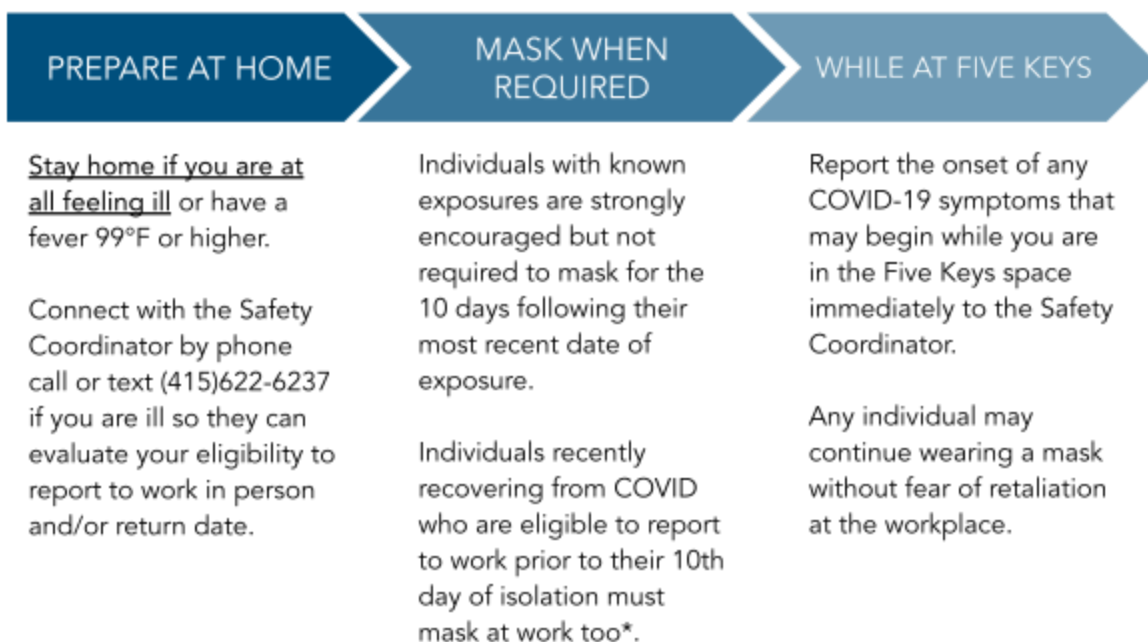 PREPARE AT HOME
MASK WHEN
REQUIRED
WHILE AT FIVE KEYS
Stay home if you are at
all feeling ill or have a
fever 99°F or higher.
Connect with the Safety
Coordinator by phone
call or text (415)622-6237
if you are ill so they can
evaluate your eligibility to
report to work in person
and/or return date.
Individuals with known
exposures are strongly
encouraged but not
required to mask for the
10 days following their
most recent date of
exposure.
Individuals recently
recovering from COVID
who are eligible to report
to work prior to their 10th
day of isolation must
mask at work too*.
Report the onset of any
COVID-19 symptoms that
may begin while you are
in the Five Keys space
immediately to the Safety
Coordinator.
Any individual may
continue wearing a mask
without fear of retaliation
at the workplace.